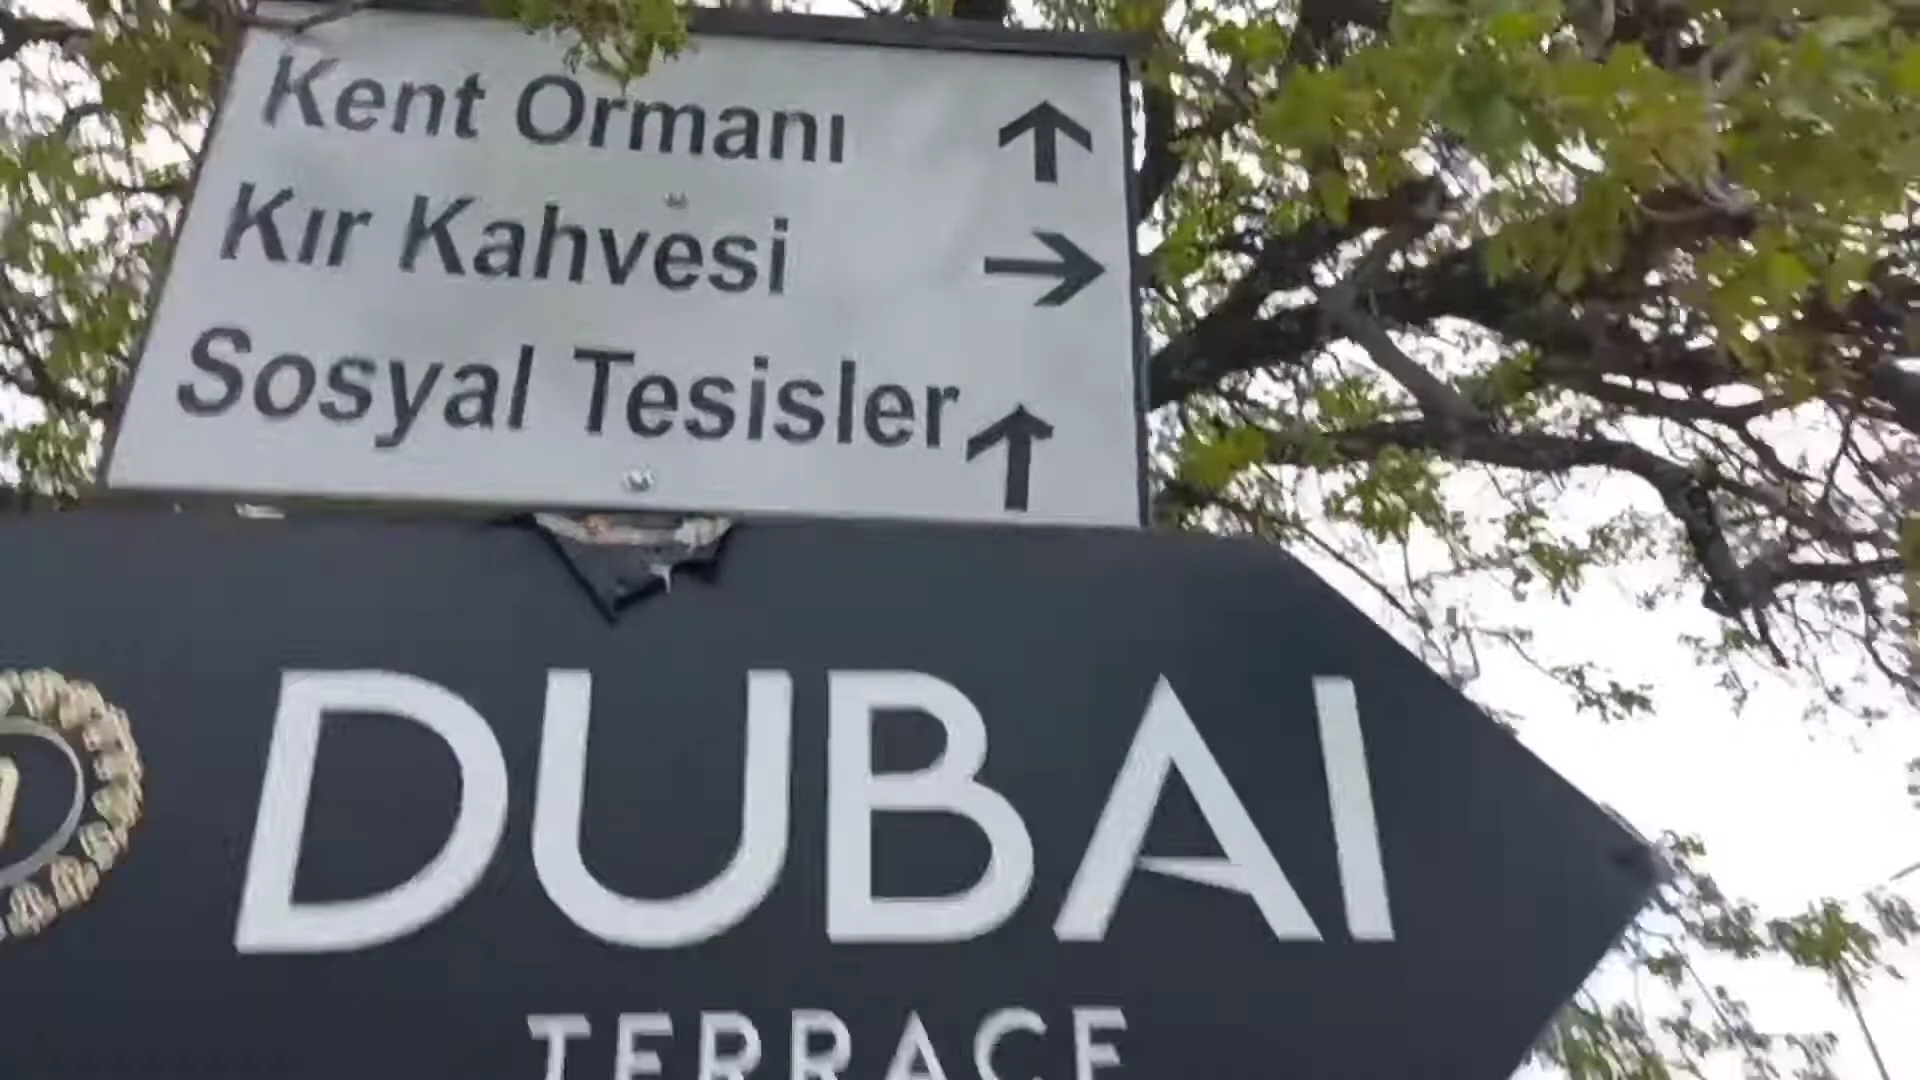 Kent Ormanı
Kır Kahvesi
Sosyal Tesisler
DUBAI
TERRACE